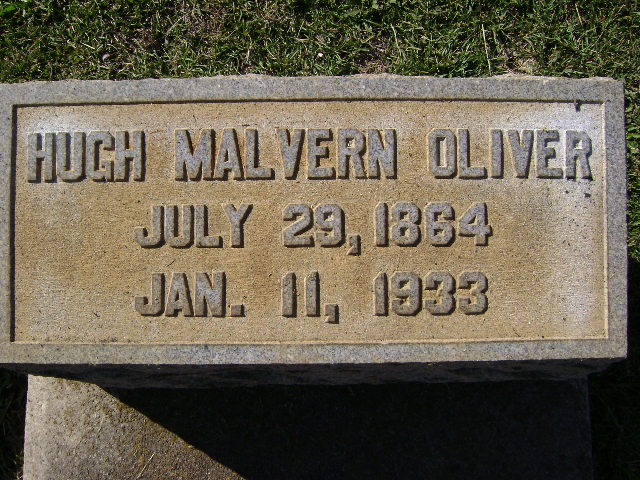 HUGH MALVERN OLIVER
JULY 29, 1864
JAN. 11, 1933